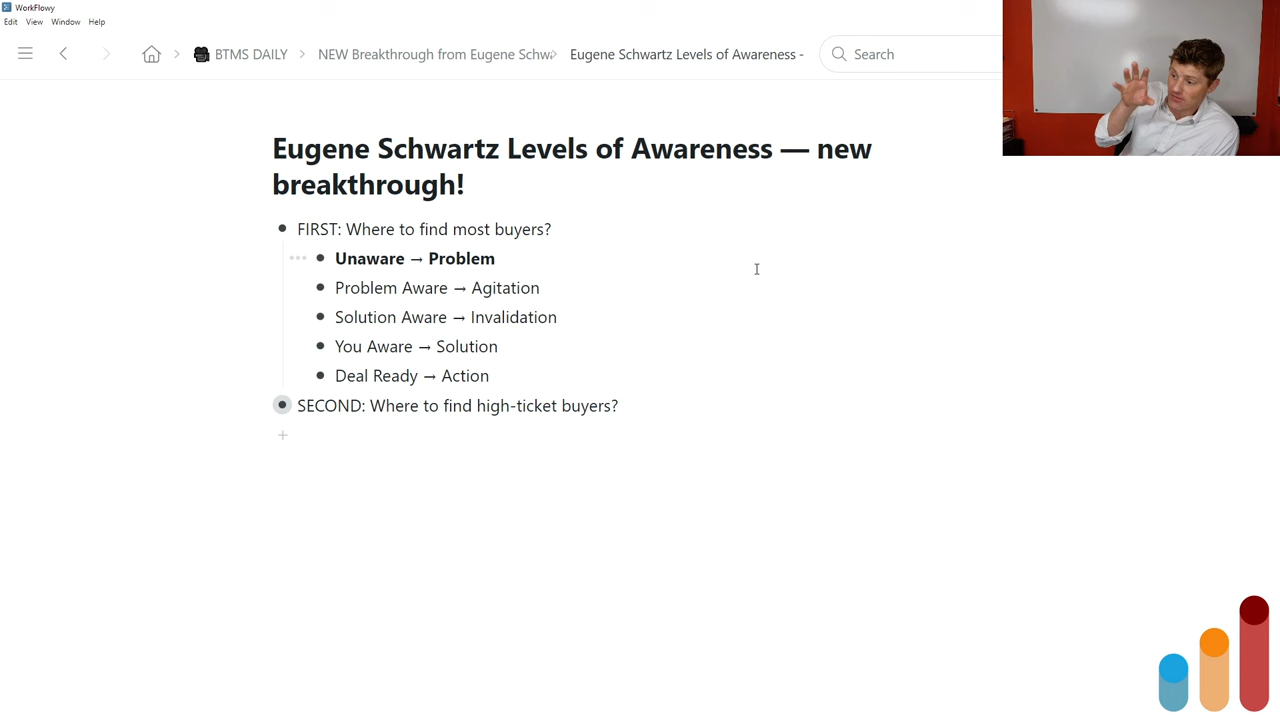 WorkFlowy
Edit View Window Help
BTMS DAILY NEW Breakthrough from Eugene Schw Eugene Schwartz Levels of Awareness - Search
Eugene Schwartz Levels of Awareness — new
breakthrough!
FIRST: Where to find most buyers?
Unaware → Problem
Problem Aware → Agitation
Solution Aware → Invalidation
You Aware → Solution
Deal Ready → Action
SECOND: Where to find high-ticket buyers?